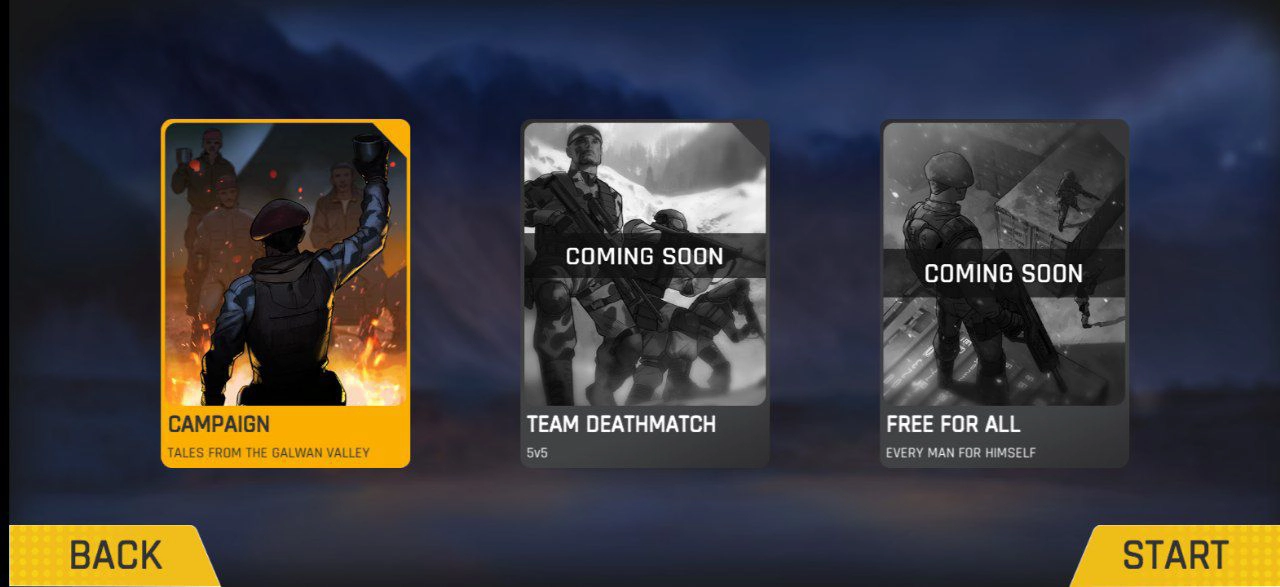 COMING SOON
COMING SOON
CAMPAIGN
TALES FROM THE GALWAN VALLEY
TEAM DEATHMATCH
5v5
FREE FOR ALL
EVERY MAN FOR HIMSELF
BACK
START